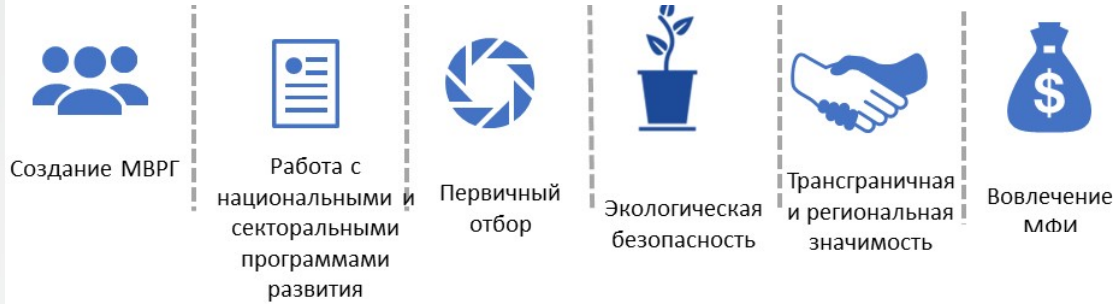 Создание МВРГ
Работа с
национальными и
секторальными
программами
развития
Первичный
отбор
Экологическая
безопасность
Трансграничная
и региональная
значимость
$
Вовлечение
МФИ